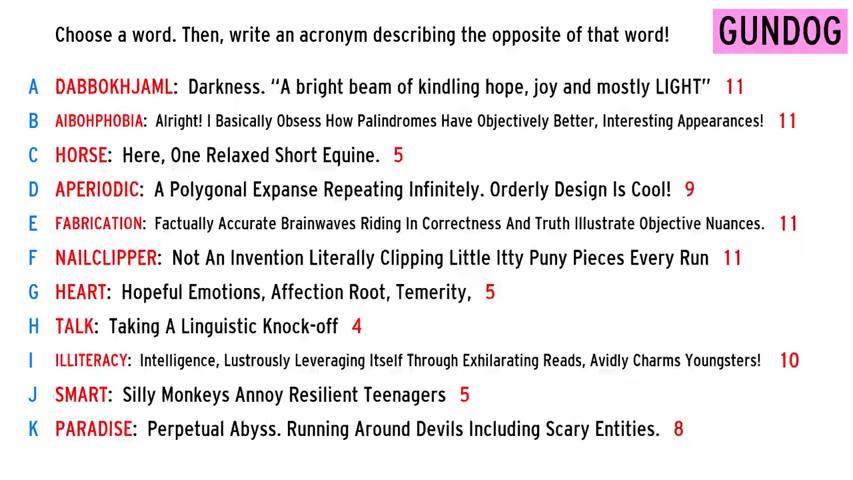 Choose a word. Then, write an acronym describing the opposite of that word!
GUNDOG
A DABBOKHJAML: Darkness. “A bright beam of kindling hope, joy and mostly LIGHT” 11
B AIBOHPHOBIA: Alright! I Basically Obsess How Palindromes Have Objectively Better, Interesting Appearances! 11
C HORSE: Here, One Relaxed Short Equine. 5
D APERIODIC: A Polygonal Expanse Repeating Infinitely. Orderly Design Is Cool! 9
E FABRICATION: Factually Accurate Brainwaves Riding In Correctness And Truth Illustrate Objective Nuances. 11
F NAILCLIPPER: Not An Invention Literally Clipping Little Itty Puny Pieces Every Run 11
G HEART: Hopeful Emotions, Affection Root, Temerity, 5
H TALK: Taking A Linguistic Knock-off 4
I ILLITERACY: Intelligence, Lustrously Leveraging Itself Through Exhilarating Reads, Avidly Charms Youngsters! 10
J SMART: Silly Monkeys Annoy Resilient Teenagers 5
K PARADISE: Perpetual Abyss. Running Around Devils Including Scary Entities. 8